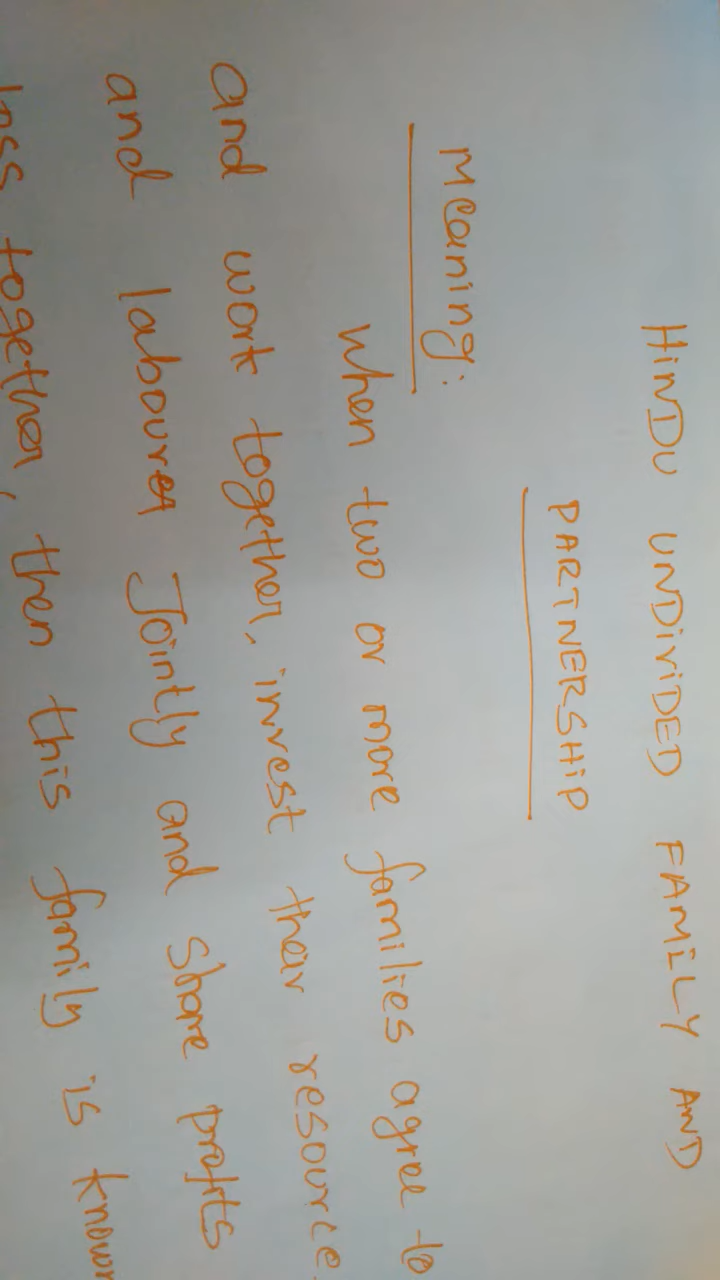 HINDU UNDIVIDED FAMILY AND
PARTNERSHIP
Meaning:
When two or more families agree to
and work together, invest their resource
and labourer Jointly and share profits
loss together, then this family is known